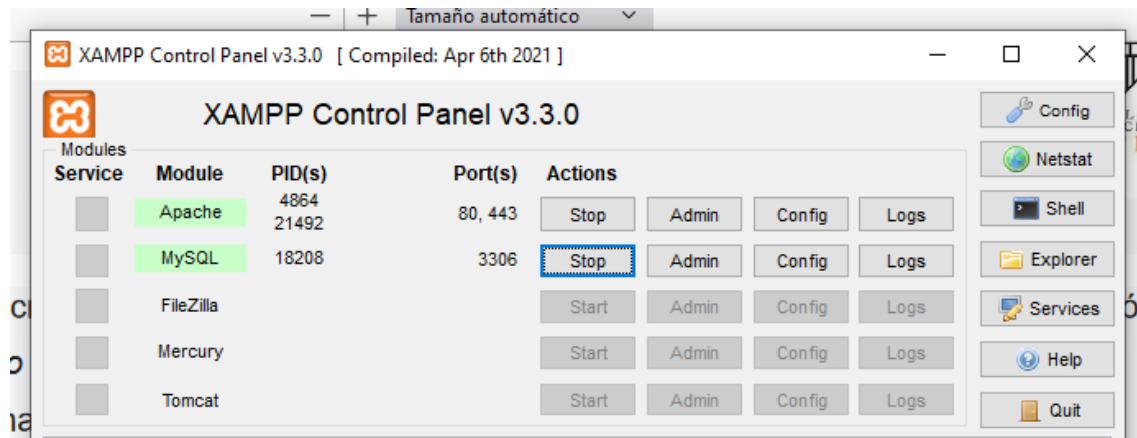 Tamaño automático
XAMPP Control Panel v3.3.0 [ Compiled: Apr 6th 2021 ]
XAMPP Control Panel v3.3.0
Config
Modules
Service Module PID(s) Port(s) Actions
Netstat
Apache 4864 21492 80, 443 Stop Admin Config Logs
Shell
MySQL 18208 3306 Stop Admin Config Logs
Explorer
FileZilla Start Admin Config Logs
Services
Mercury Start Admin Config Logs
Help
Tomcat Start Admin Config Logs
Quit